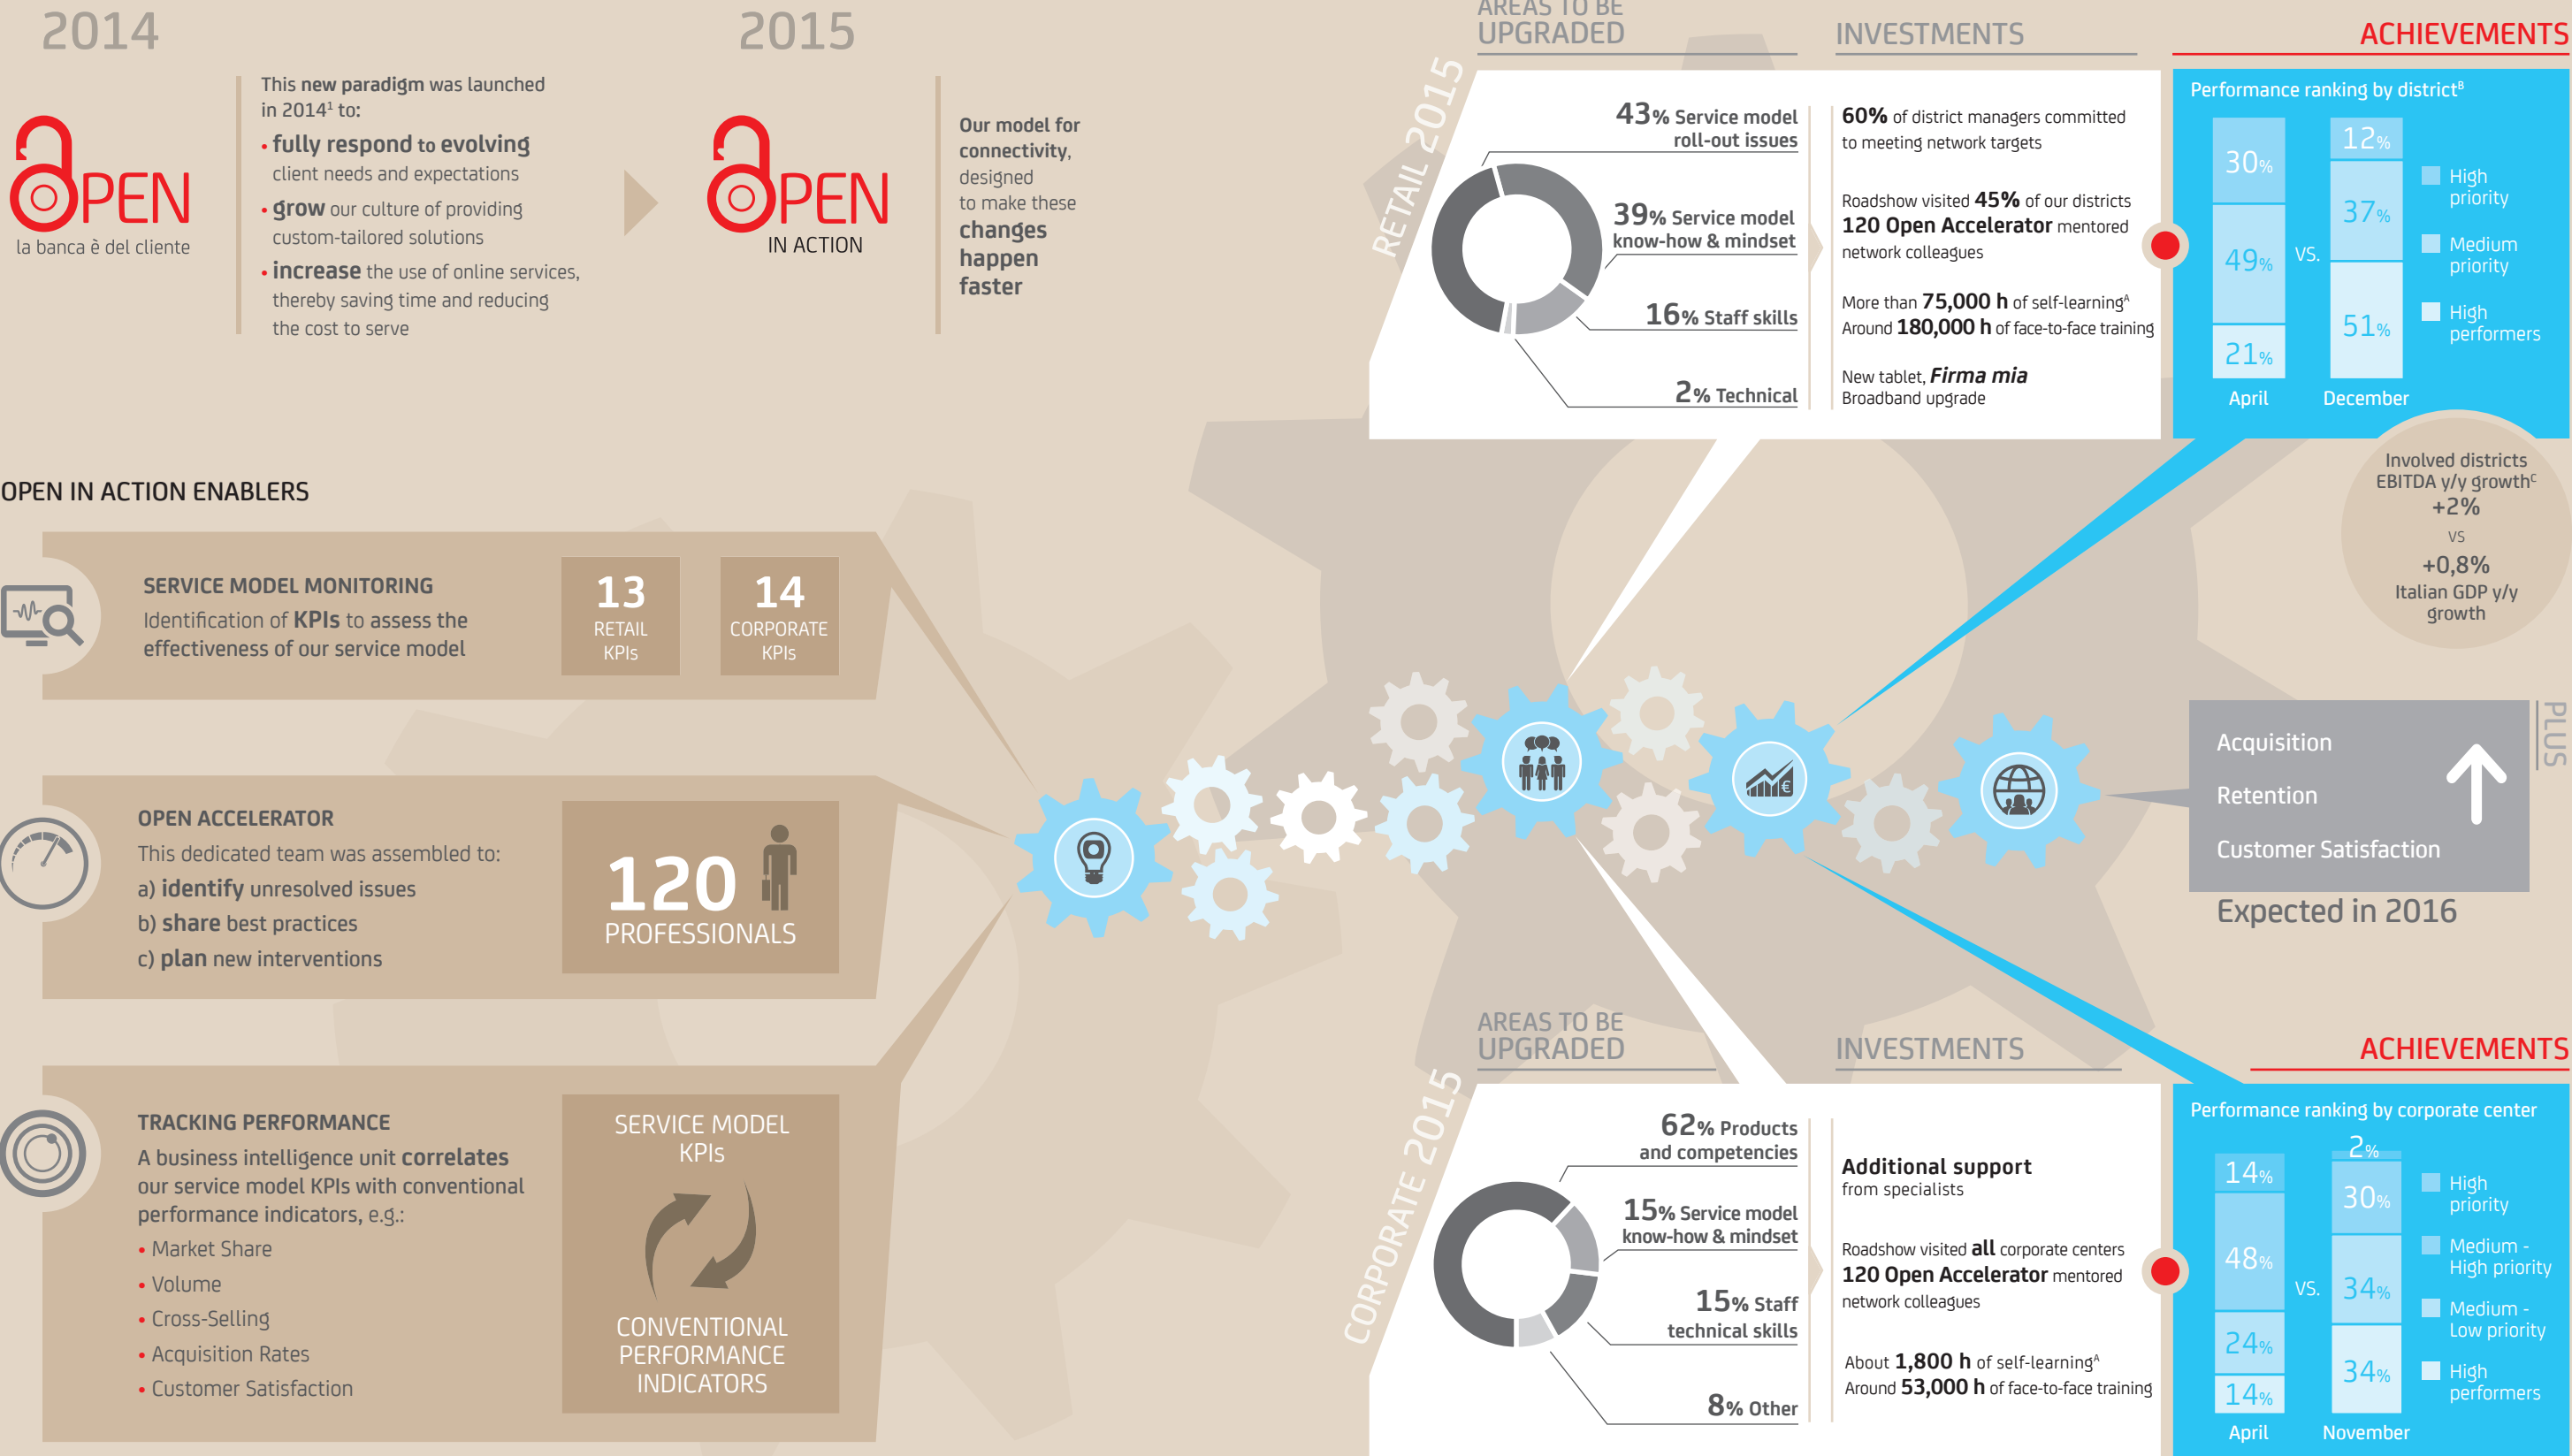 2014
OPEN
la banca è del cliente
This new paradigm was launched
in 2014¹ to:
• fully respond to evolving
client needs and expectations
• grow our culture of providing
custom-tailored solutions
• increase the use of online services,
thereby saving time and reducing
the cost to serve
2015
OPEN
IN ACTION
Our model for
connectivity,
designed
to make these
changes
happen
faster
OPEN IN ACTION ENABLERS
SERVICE MODEL MONITORING
Identification of KPIs to assess the
effectiveness of our service model
13
RETAIL
KPIs
14
CORPORATE
KPIs
OPEN ACCELERATOR
This dedicated team was assembled to:
a) identify unresolved issues
b) share best practices
c) plan new interventions
120
PROFESSIONALS
TRACKING PERFORMANCE
A business intelligence unit correlates
our service model KPIs with conventional
performance indicators, e.g.:
• Market Share
• Volume
• Cross-Selling
• Acquisition Rates
• Customer Satisfaction
SERVICE MODEL
KPIs
CONVENTIONAL
PERFORMANCE
INDICATORS
RETAIL 2015
AREAS TO BE
UPGRADED
43% Service model
roll-out issues
39% Service model
know-how & mindset
16% Staff skills
2% Technical
INVESTMENTS
60% of district managers committed
to meeting network targets
Roadshow visited 45% of our districts
120 Open Accelerator mentored
network colleagues
More than 75,000 h of self-learningᴬ
Around 180,000 h of face-to-face training
New tablet, Firma mia
Broadband upgrade
ACHIEVEMENTS
Performance ranking by districtᴮ
30%
49%
21%
April
VS.
12%
37%
51%
December
High
priority
Medium
priority
High
performers
Involved districts
EBITDA y/y growthᶜ
+2%
VS
+0,8%
Italian GDP y/y
growth
€
PLUS
Acquisition
Retention
Customer Satisfaction
Expected in 2016
CORPORATE 2015
AREAS TO BE
UPGRADED
62% Products
and competencies
15% Service model
know-how & mindset
15% Staff
technical skills
8% Other
INVESTMENTS
Additional support
from specialists
Roadshow visited all corporate centers
120 Open Accelerator mentored
network colleagues
About 1,800 h of self-learningᴬ
Around 53,000 h of face-to-face training
ACHIEVEMENTS
Performance ranking by corporate center
14%
48%
24%
14%
April
VS.
2%
30%
34%
34%
November
High
priority
Medium -
High priority
Medium -
Low priority
High
performers